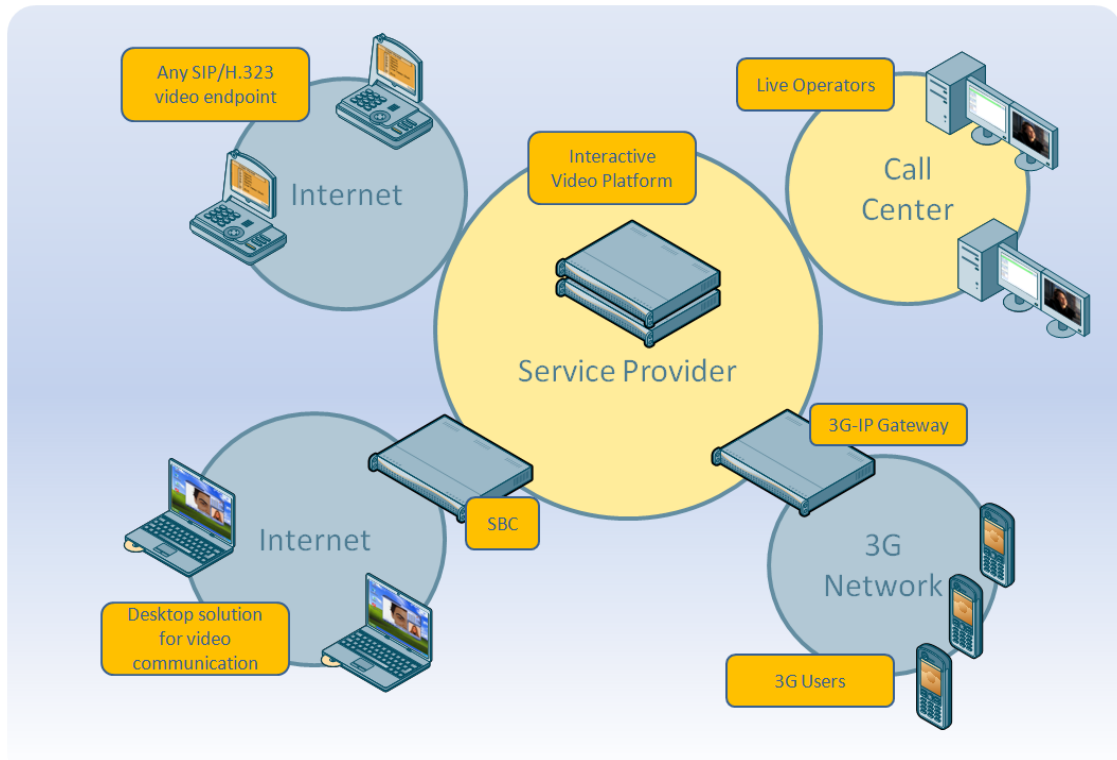 Any SIP/H.323
video endpoint
Internet
Interactive
Video Platform
Live Operators
Call
Center
Service Provider
3G-IP Gateway
SBC
Internet
Desktop solution
for video
communication
3G
Network
3G Users